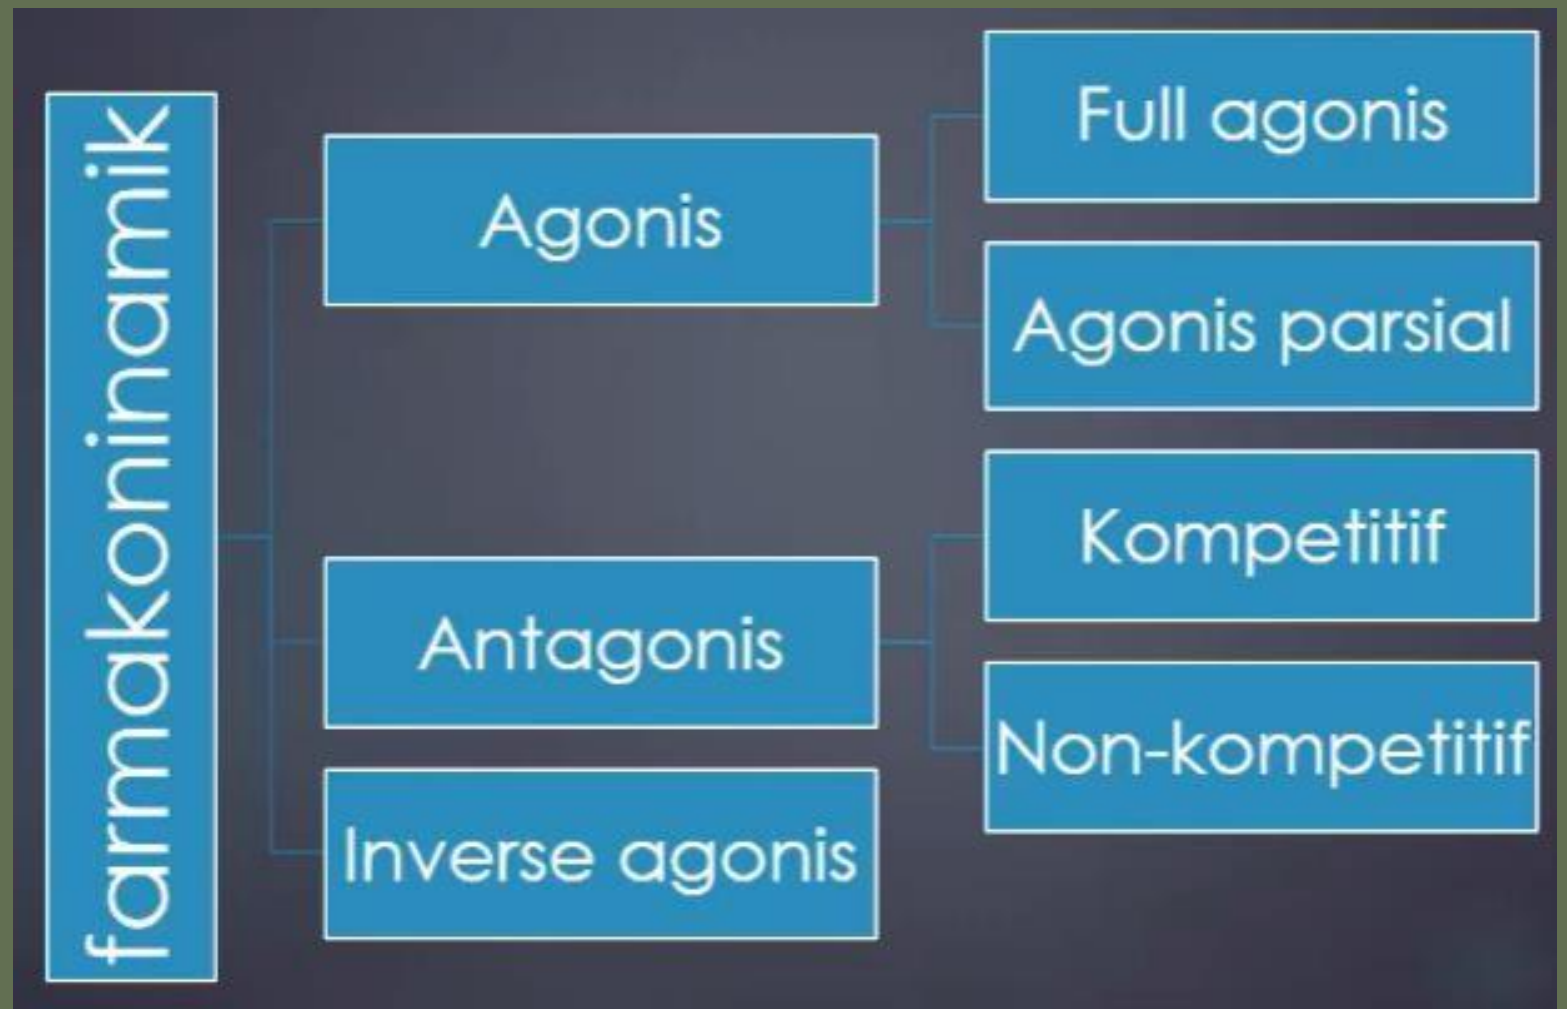 farmakoninamik
Agonis
Full agonis
Agonis parsial
Antagonis
Kompetitif
Non-kompetitif
Inverse agonis